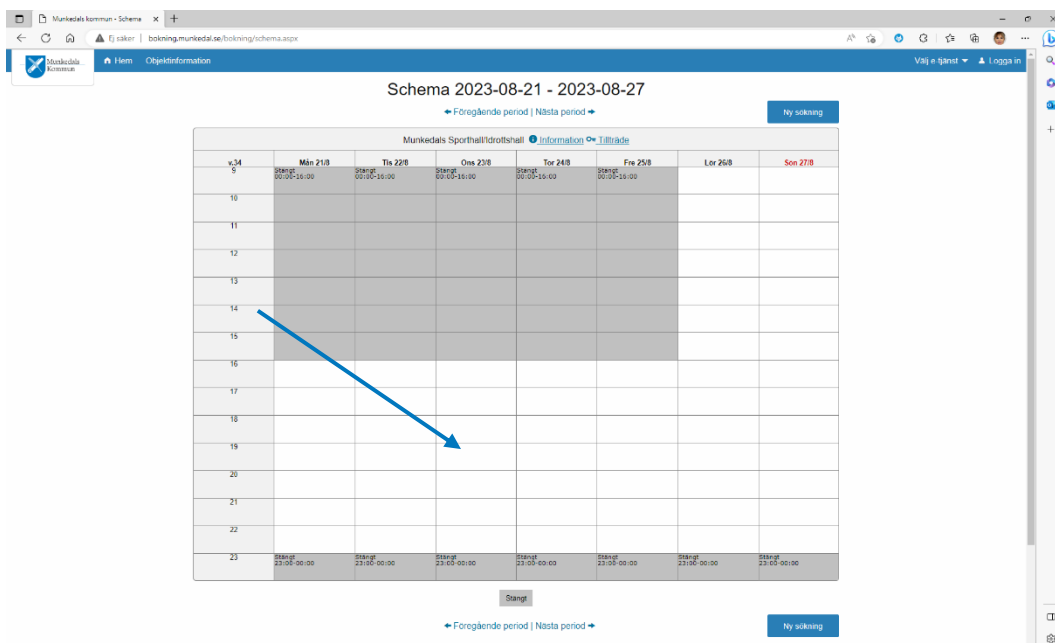 Munkedals kommun - Schema
Ej säker | bokning.munkedal.se/bokning/schema.aspx
Munkedals
Kommun
Hem Objektinformation Välj e-tjänst Logga in
Schema 2023-08-21 - 2023-08-27
Föregående period | Nästa period
Ny sökning
Munkedals Sporthall/Idrottshall Information Tillträde
v.34 Mån 21/8 Tis 22/8 Ons 23/8 Tor 24/8 Fre 25/8 Lör 26/8 Sön 27/8
9 Stängt Stängt Stängt Stängt Stängt
00:00-16:00 00:00-16:00 00:00-16:00 00:00-16:00 00:00-16:00
10
11
12
13
14
15
16
17
18
19
20
21
22
23 Stängt Stängt Stängt Stängt Stängt Stängt Stängt
23:00-00:00 23:00-00:00 23:00-00:00 23:00-00:00 23:00-00:00 23:00-00:00 23:00-00:00
Stängt
Föregående period | Nästa period
Ny sökning